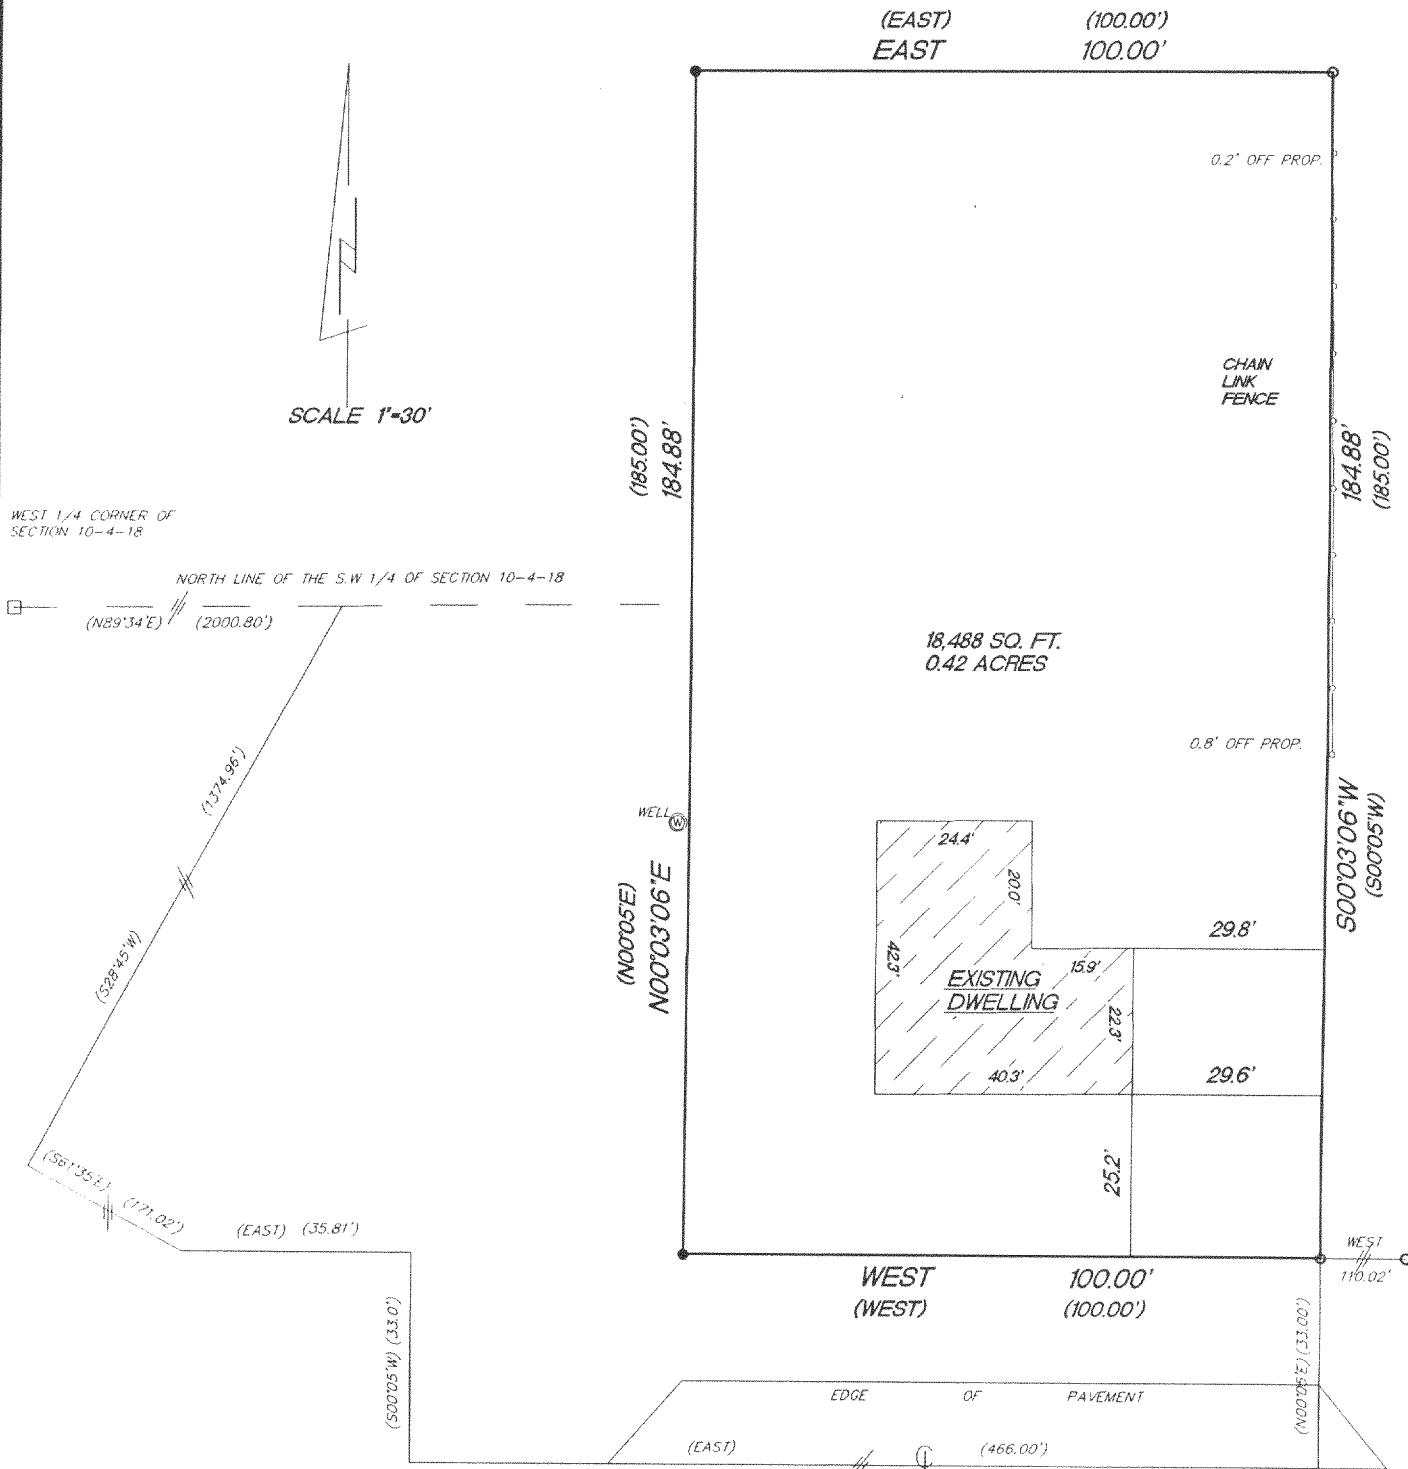 (EAST) (100.00')
EAST 100.00'
0.2' OFF PROP.
CHAIN
LINK
FENCE
SCALE 1"=30'
(185.00')
184.88'
184.88'
(185.00')
WEST 1/4 CORNER OF
SECTION 10-4-18
NORTH LINE OF THE S.W 1/4 OF SECTION 10-4-18
(N89°34'E) (2000.80')
18,488 SQ. FT.
0.42 ACRES
0.8' OFF PROP.
(1374.96')
WELL
W
24.4'
20.0'
S00°03'06"W
(S00°05'W)
(N00°05'E)
N00°03'06"E
29.8'
42.3'
15.9'
EXISTING
DWELLING
22.3'
(S28°45'W)
40.3'
29.6'
25.2'
(S61°35'E) (171.02')
(EAST) (35.81')
WEST
110.02'
WEST 100.00'
(WEST) (100.00')
(S00°05'W) (33.0')
(N00°05'E) (33.00')
EDGE OF PAVEMENT
(EAST) (466.00')